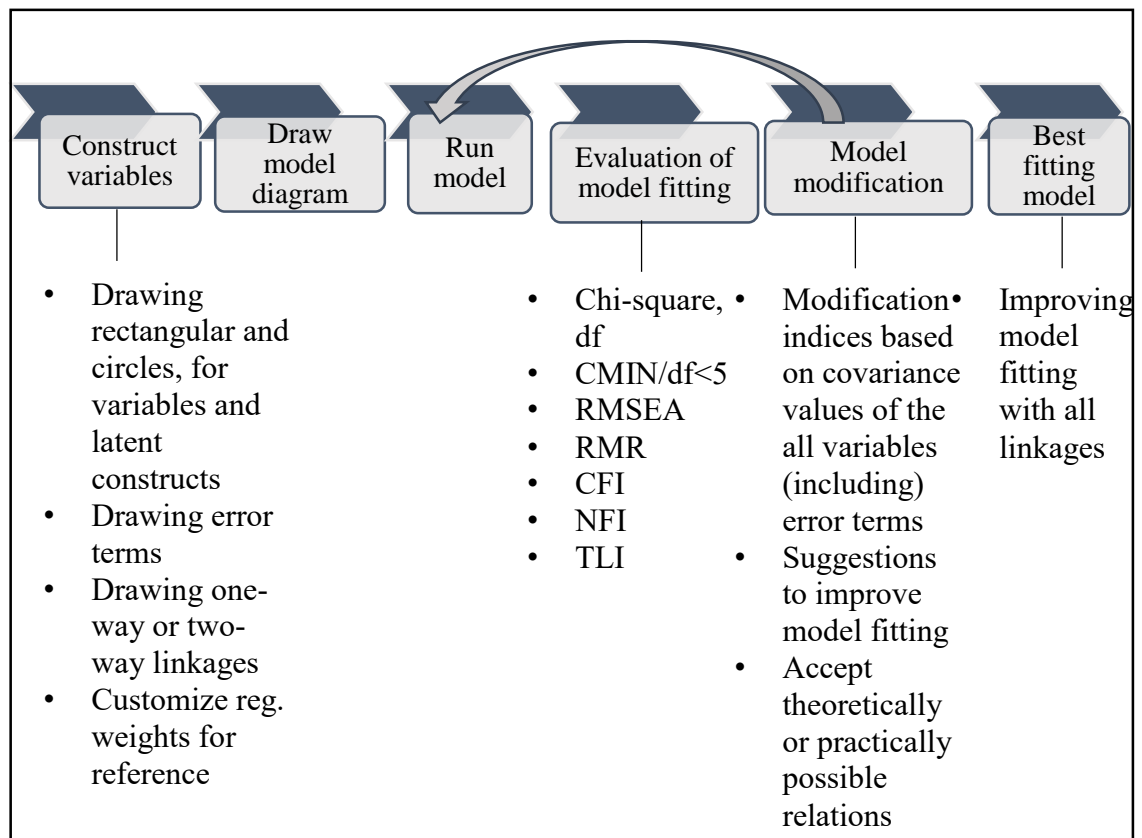 Construct
variables
Draw
model
diagram
Run
model
Evaluation of
model fitting
Model
modification
Best
fitting
model
• Drawing
rectangular and
circles, for
variables and
latent
constructs
• Drawing error
terms
• Drawing one-
way or two-
way linkages
• Customize reg.
weights for
reference
• Chi-square,
df
• CMIN/df<5
• RMSEA
• RMR
• CFI
• NFI
• TLI
• Modification
indices based
on covariance
values of the
all variables
(including)
error terms
• Suggestions
to improve
model fitting
• Accept
theoretically
or practically
possible
relations
• Improving
model
fitting
with all
linkages